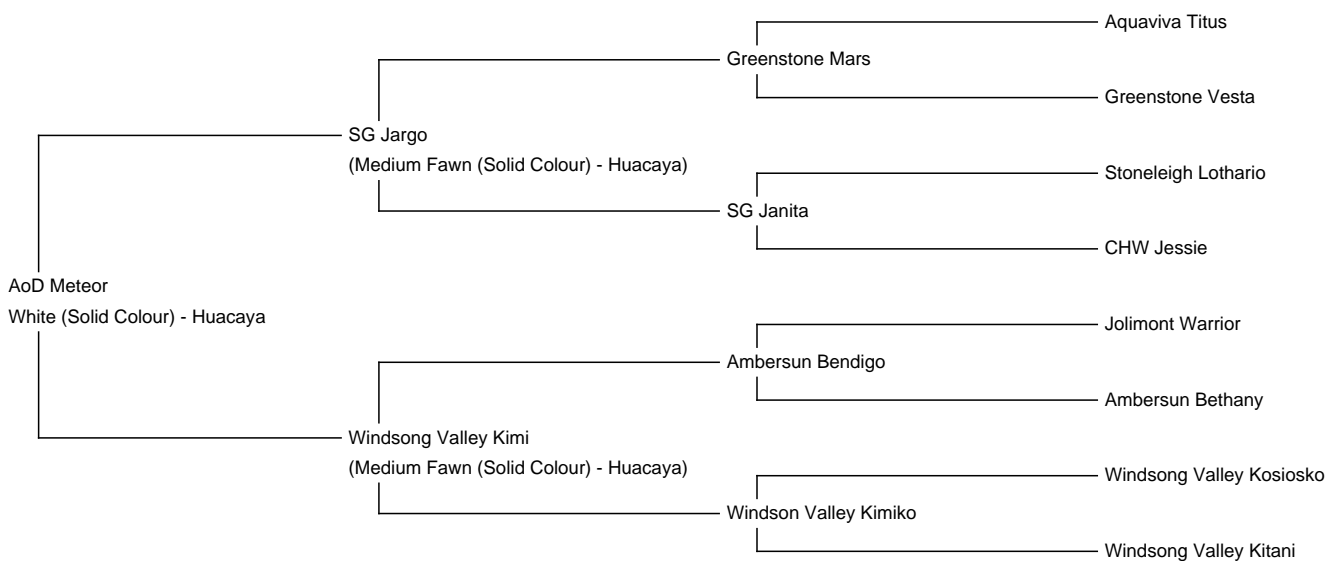 Aquaviva Titus
Greenstone Mars
Greenstone Vesta
SG Jargo
(Medium Fawn (Solid Colour) - Huacaya)
Stoneleigh Lothario
SG Janita
CHW Jessie
AoD Meteor
White (Solid Colour) - Huacaya
Jolimont Warrior
Ambersun Bendigo
Ambersun Bethany
Windsong Valley Kimi
(Medium Fawn (Solid Colour) - Huacaya)
Windsong Valley Kosiosko
Windson Valley Kimiko
Windsong Valley Kitani